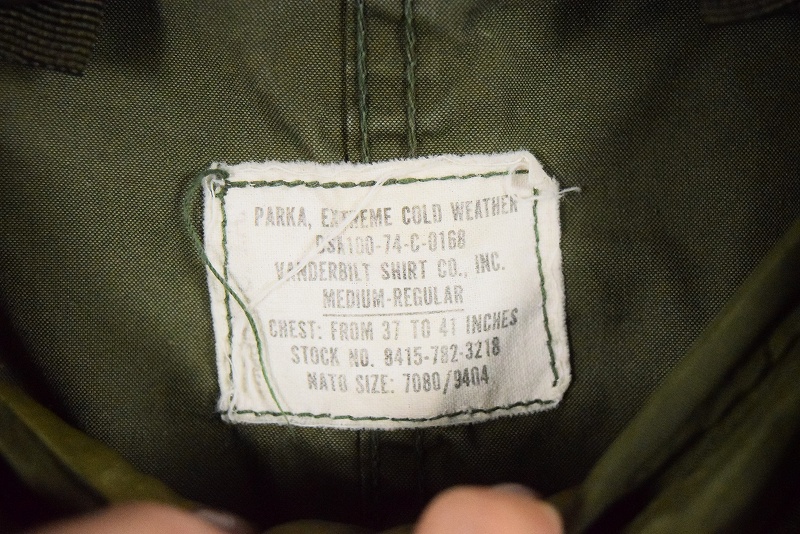 PARKA, EXTREME COLD WEATHER
DSA100-74-C-0168
VANDERBILT SHIRT CO., INC.
MEDIUM-REGULAR
CHEST: FROM 37 TO 41 INCHES
STOCK NO. 8415-782-3218
NATO SIZE: 7080/9404